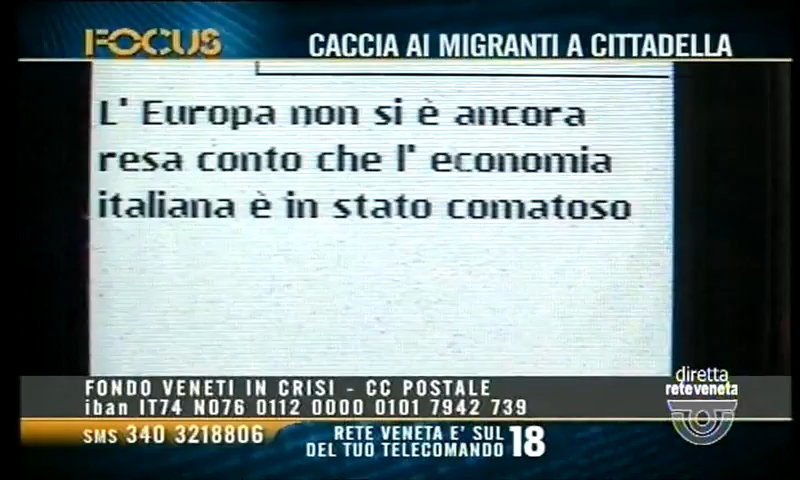 FOCUS
CACCIA AI MIGRANTI A CITTADELLA
L' Europa non si è ancora
resa conto che l' economia
italiana è in stato comatoso
FONDO VENETI IN CRISI - CC POSTALE
iban IT74 N076 0112 0000 0101 7942 739
diretta
reteveneta
SMS 340 3218806
RETE VENETA E' SUL
DEL TUO TELECOMANDO 18